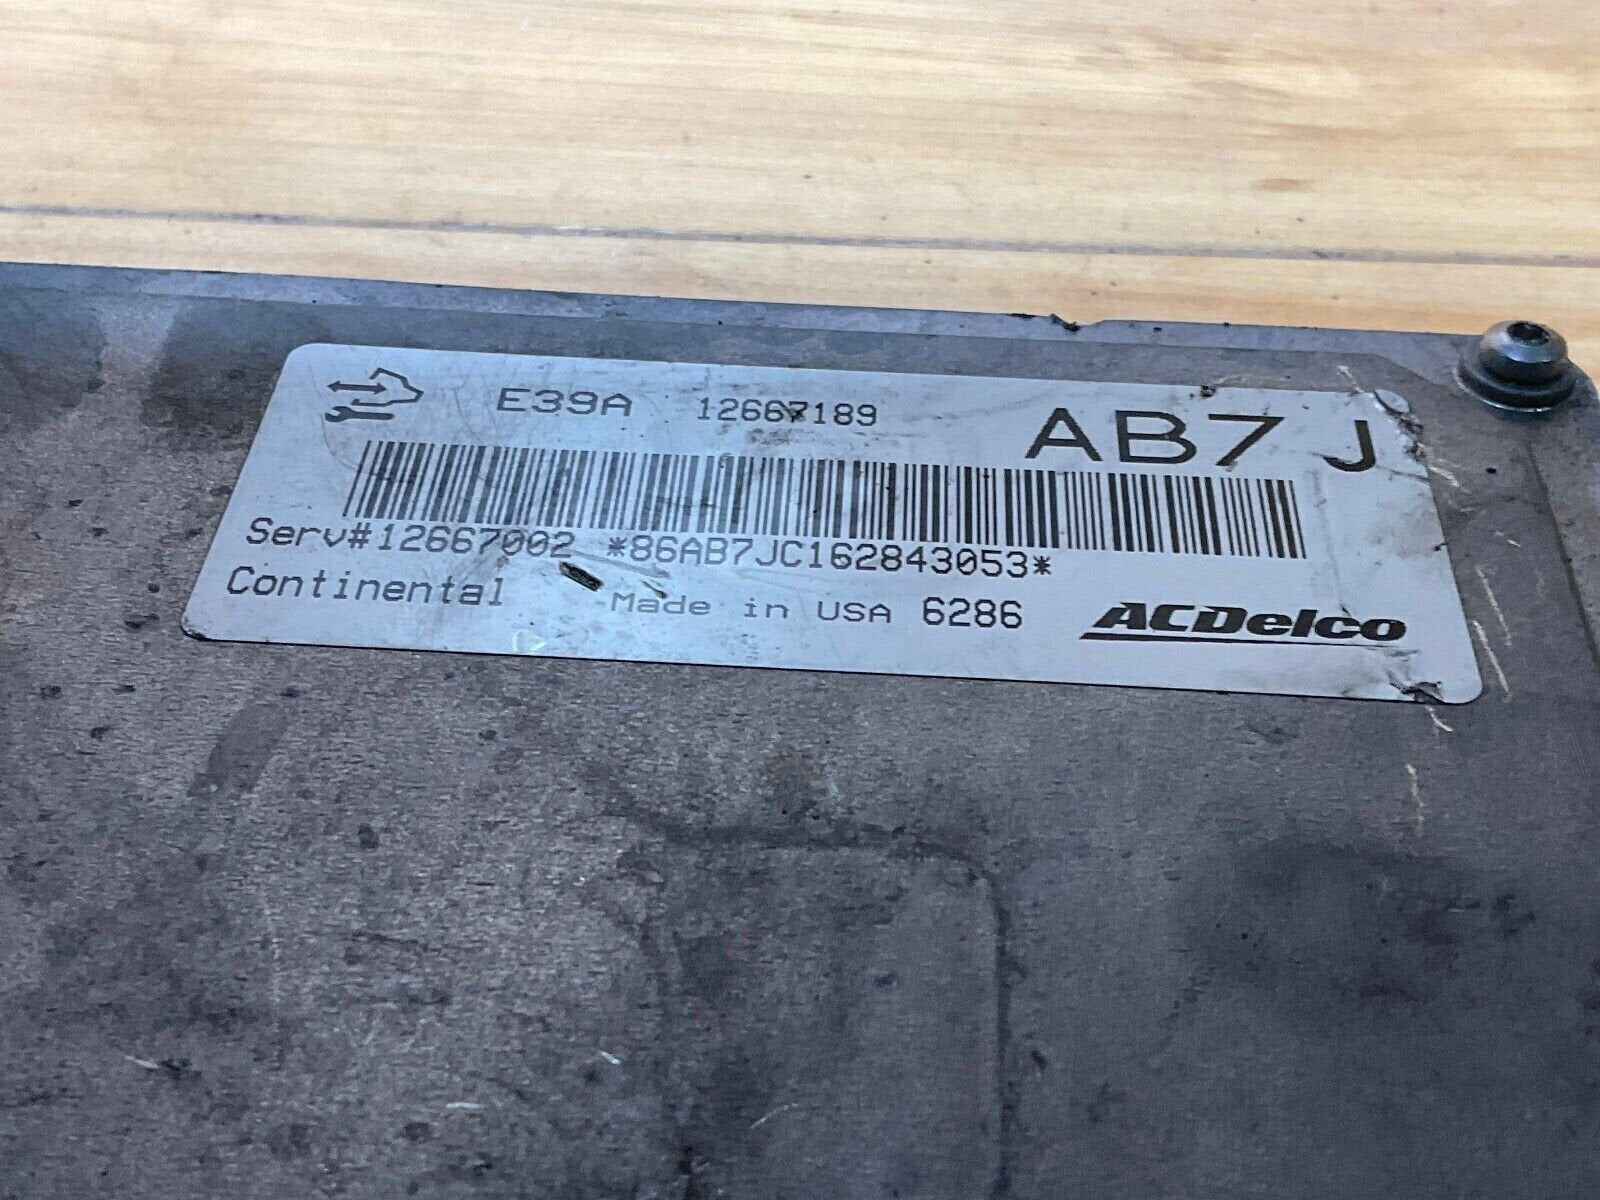 E39A 12667189 AB7 J
Serv#12667002 *86AB7JC162843053*
Continental Made in USA 6286 ACDelco